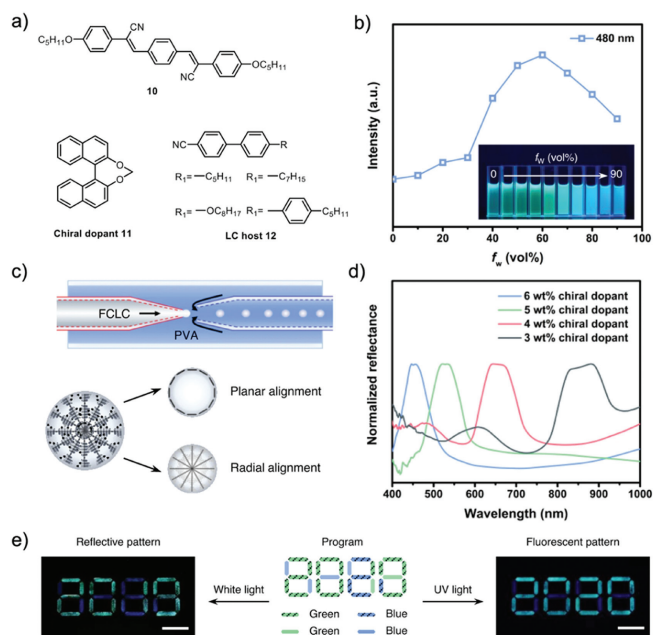 a)
CN
C5H11O
CN
OC5H11
10
O
O
Chiral dopant 11
NC
R
R1= —C5H11
R1= —C7H15
R1= —OC8H17
R1=
C5H11
LC host 12
b)
480 nm
Intensity (a.u.)
fw (vol%)
0
90
0
20
40
60
80
100
fw (vol%)
c)
FCLC
PVA
Planar alignment
Radial alignment
d)
6 wt% chiral dopant
5 wt% chiral dopant
4 wt% chiral dopant
3 wt% chiral dopant
Normalized reflectance
400
500
600
700
800
900
1000
Wavelength (nm)
e)
Reflective pattern
Program
Fluorescent pattern
2018
White light
UV light
2020
Green
Blue
Green
Blue